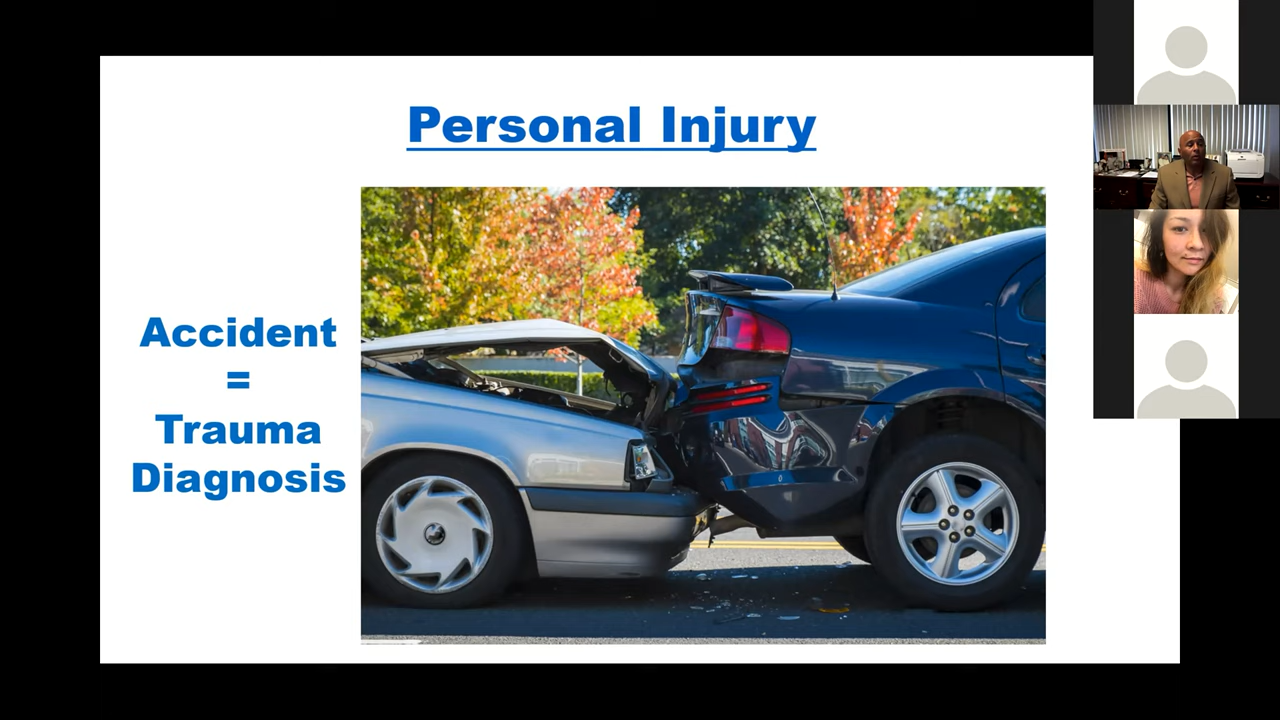 Personal Injury
Accident
=
Trauma
Diagnosis